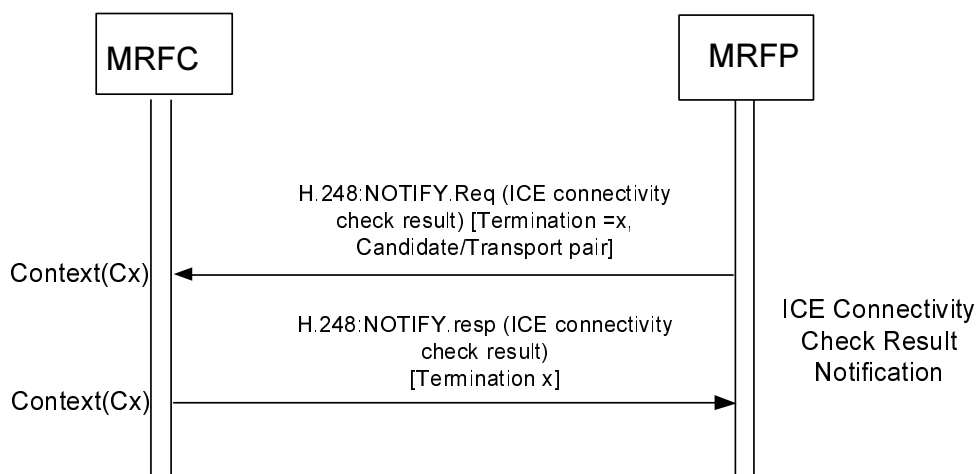 MRFC
MRFP
H.248:NOTIFY.Req (ICE connectivity
check result) [Termination =x,
Candidate/Transport pair]
Context(Cx)
H.248:NOTIFY.resp (ICE connectivity
check result)
[Termination x]
Context(Cx)
ICE Connectivity
Check Result
Notification